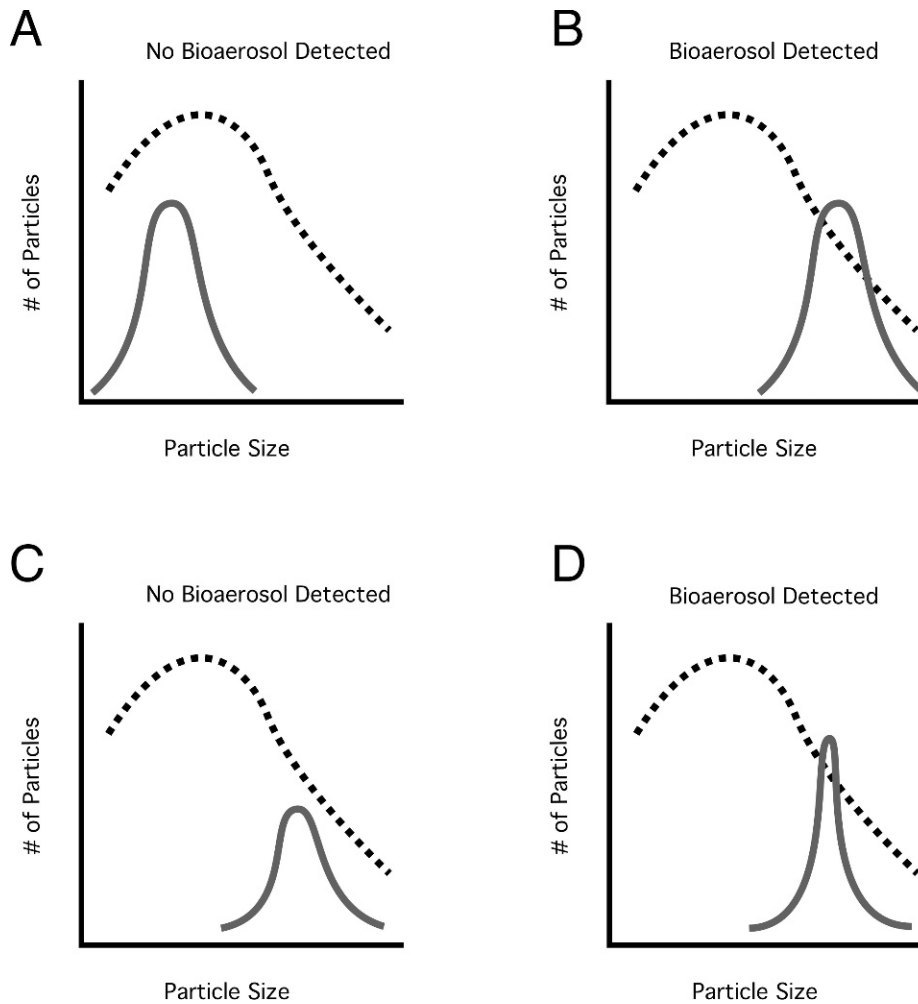 A
No Bioaerosol Detected
# of Particles
Particle Size
B
Bioaerosol Detected
# of Particles
Particle Size
C
No Bioaerosol Detected
# of Particles
Particle Size
D
Bioaerosol Detected
# of Particles
Particle Size